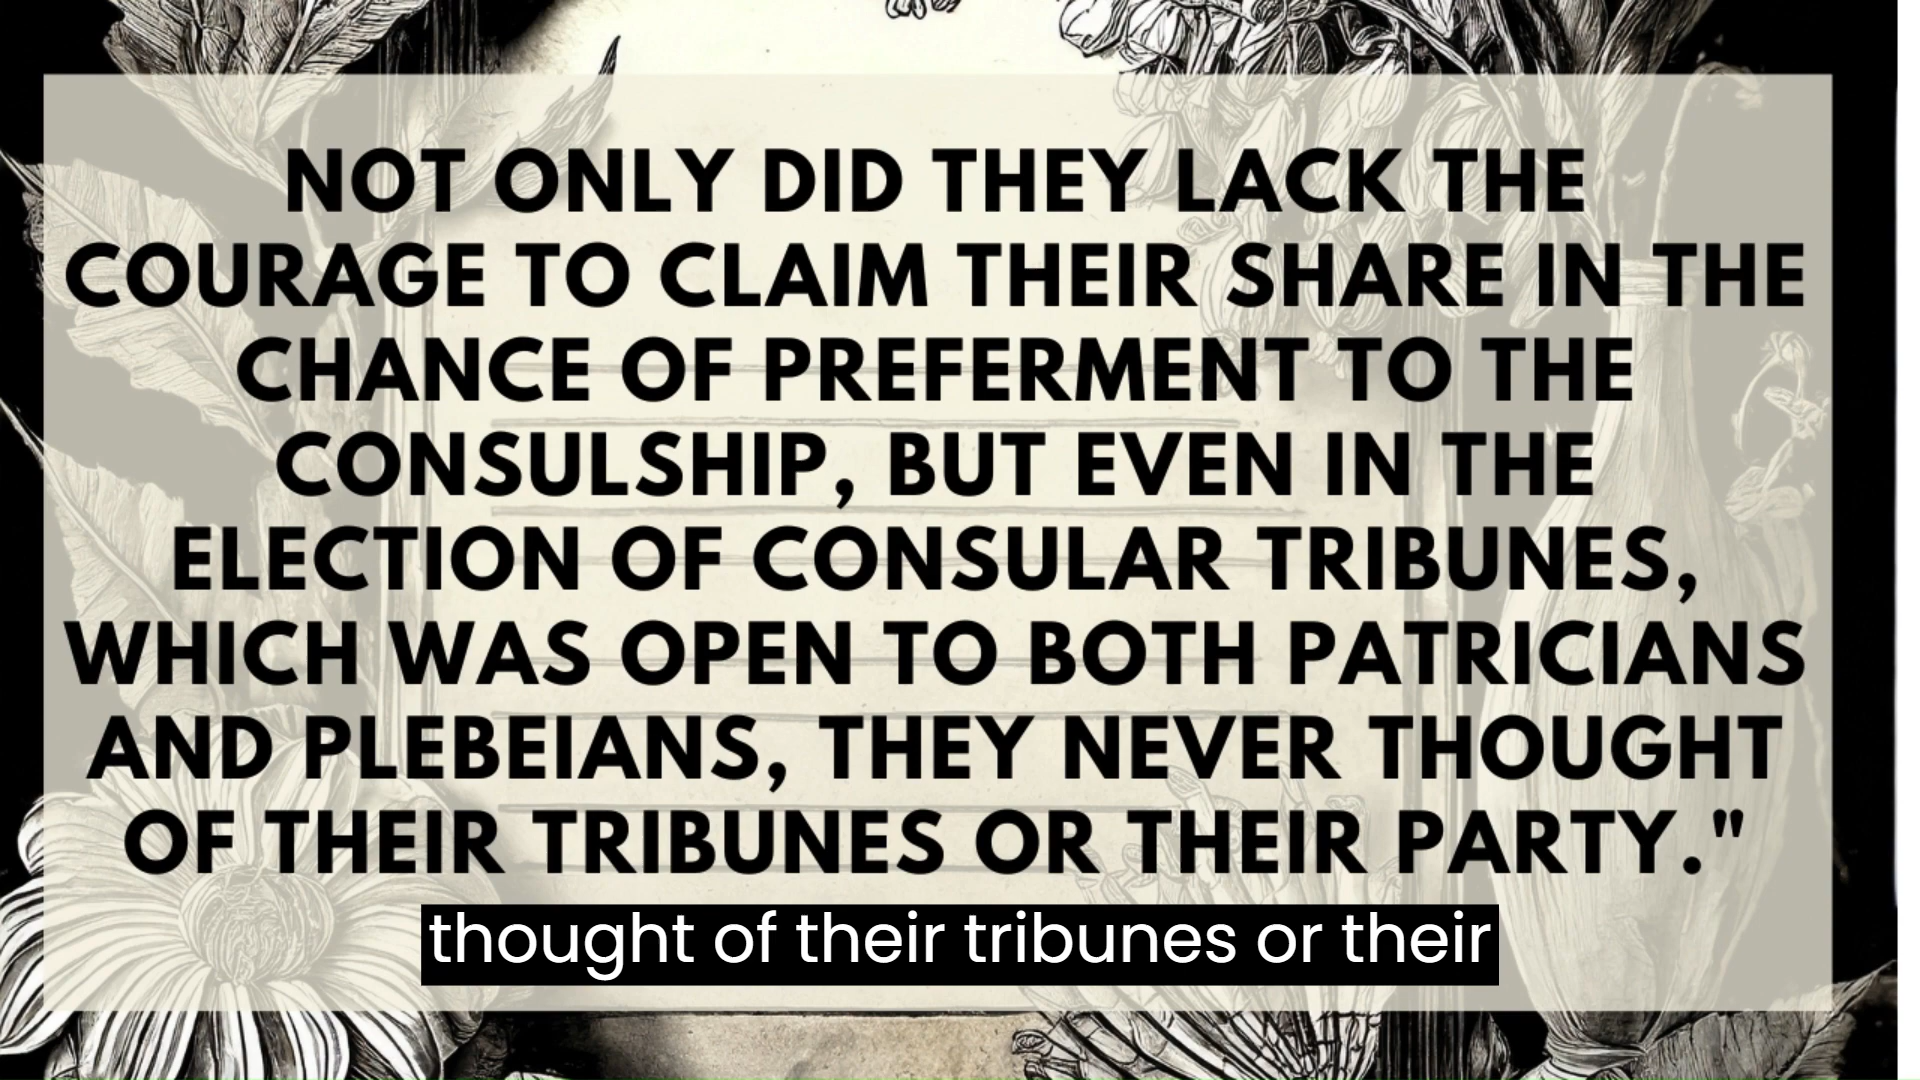 NOT ONLY DID THEY LACK THE
COURAGE TO CLAIM THEIR SHARE IN THE
CHANCE OF PREFERMENT TO THE
CONSULSHIP, BUT EVEN IN THE
ELECTION OF CONSULAR TRIBUNES,
WHICH WAS OPEN TO BOTH PATRICIANS
AND PLEBEIANS, THEY NEVER THOUGHT
OF THEIR TRIBUNES OR THEIR PARTY."
thought of their tribunes or their